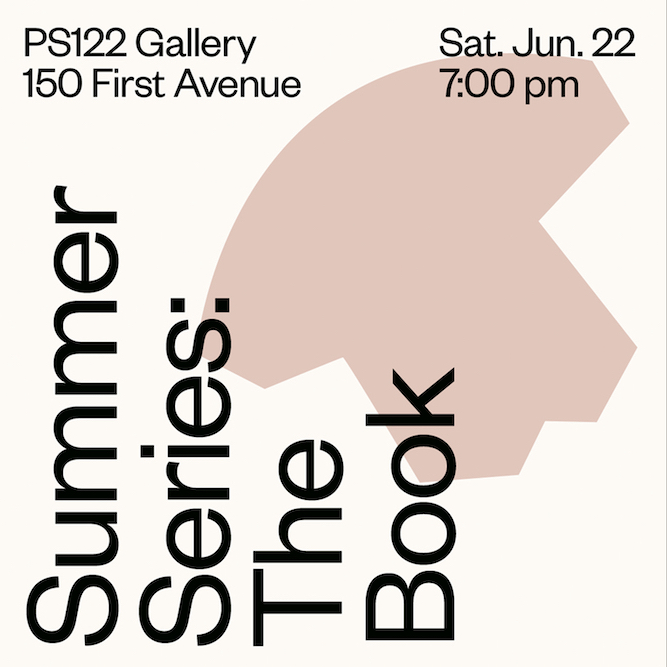 PS122 Gallery
150 First Avenue
Sat. Jun. 22
7:00 pm
Summer
Series:
The
Book